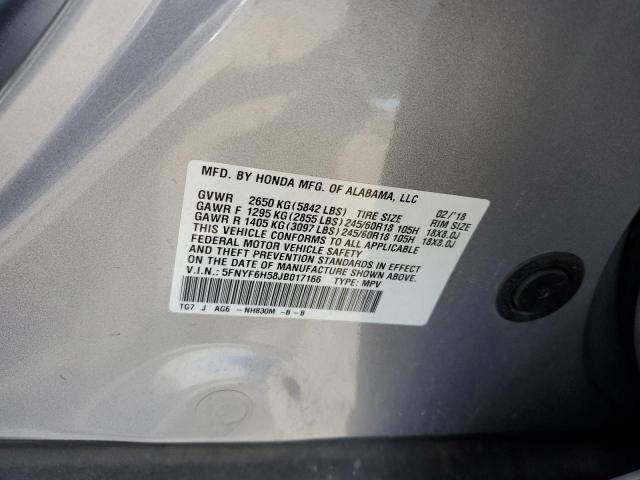 MFD. BY HONDA MFG. OF ALABAMA, LLC
02/'18
GVWR 2650 KG(5842 LBS) TIRE SIZE RIM SIZE
GAWR F 1295 KG(2855 LBS)245/60R18 105H 18X8.0J
GAWR R 1405 KG(3097 LBS)245/60R18 105H 18X8.0J
THIS VEHICLE CONFORMS TO ALL APPLICABLE
FEDERAL MOTOR VEHICLE SAFETY
STANDARDS IN EFFECT ON THE
DATE OF MANUFACTURE SHOWN ABOVE.
V.I.N.: 5FNYF6H58JB017166 TYPE: MPV
TG7 J AG6 - NH830M -B-B